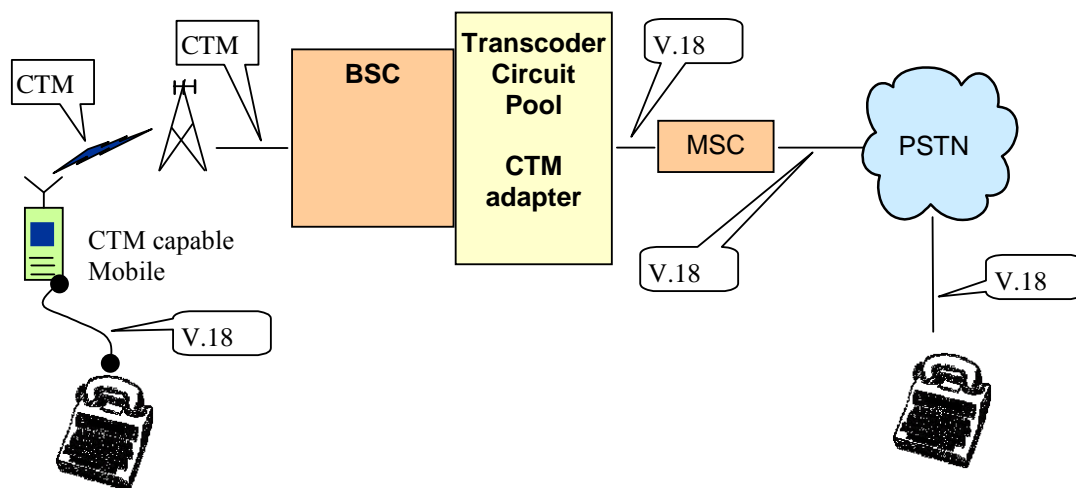 CTM
CTM
BSC
Transcoder
Circuit
Pool
CTM
adapter
V.18
MSC
PSTN
CTM capable
Mobile
V.18
V.18
V.18